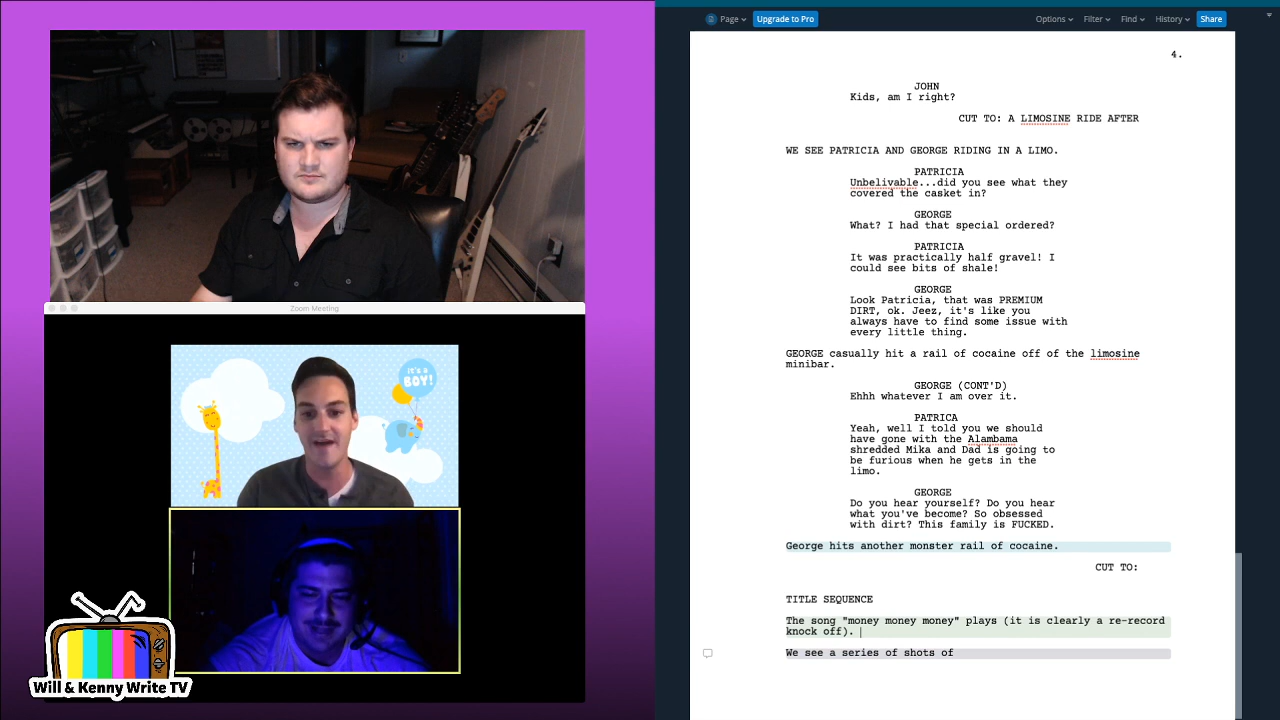 Page
Upgrade to Pro
Options
Filter
Find
History
Share
4.
JOHN
Kids, am I right?
CUT TO: A LIMOSINE RIDE AFTER
WE SEE PATRICIA AND GEORGE RIDING IN A LIMO.
PATRICIA
Unbelivable...did you see what they
covered the casket in?
GEORGE
What? I had that special ordered?
PATRICIA
It was practically half gravel! I
could see bits of shale!
GEORGE
Look Patricia, that was PREMIUM
DIRT, ok. Jeez, it's like you
always have to find some issue with
every little thing.
GEORGE casually hit a rail of cocaine off of the limosine
minibar.
GEORGE (CONT'D)
Ehhh whatever I am over it.
PATRICA
Yeah, well I told you we should
have gone with the Alambama
shredded Mika and Dad is going to
be furious when he gets in the
limo.
GEORGE
Do you hear yourself? Do you hear
what you've become? So obsessed
with dirt? This family is FUCKED.
George hits another monster rail of cocaine.
CUT TO:
TITLE SEQUENCE
The song "money money money" plays (it is clearly a re-record
knock off).
We see a series of shots of
Zoom Meeting
IT'S A
BOY!
Will & Kenny Write TV